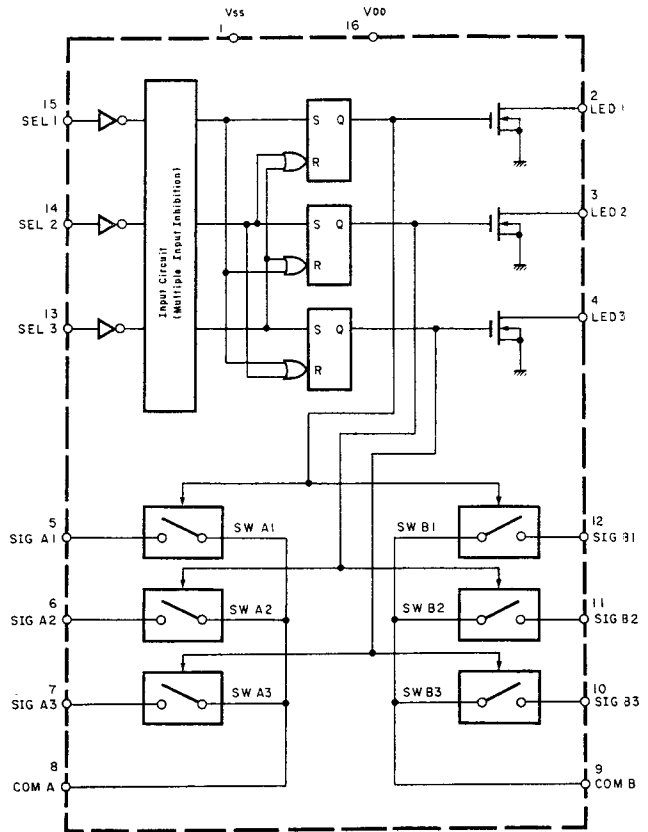 Vss
VDD
1
16
15
SEL 1
14
SEL 2
13
SEL 3
Input Circuit
(Multiple Input Inhibition)
S Q
R
S Q
R
S Q
R
2
LED 1
3
LED2
4
LED3
5
SIG A1
SW A1
SW B1
12
SIG B1
6
SIG A2
SW A2
SW B2
11
SIG B2
7
SIG A3
SW A3
SW B3
10
SIG B3
8
COM A
9
COM B